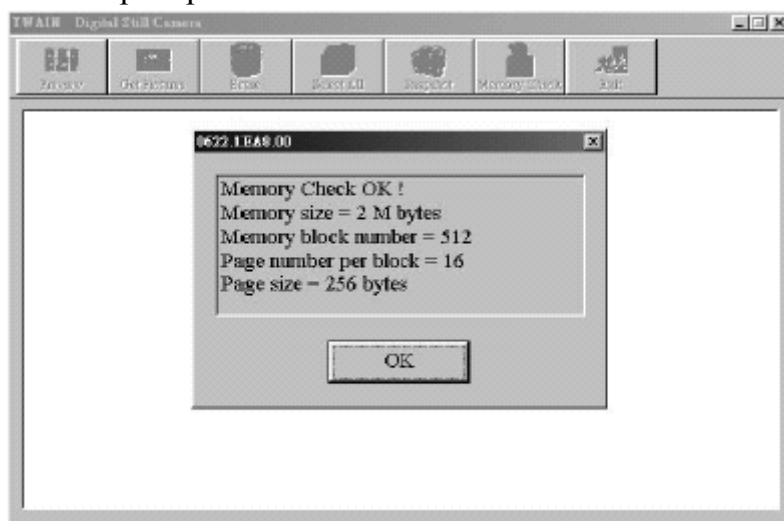 TWAIN Digital Still Camera
Get Picture
Erase
Select All
Snapshot
Memory Check
Exit
0622.1EA8.00
Memory Check OK !
Memory size = 2 M bytes
Memory block number = 512
Page number per block = 16
Page size = 256 bytes
OK